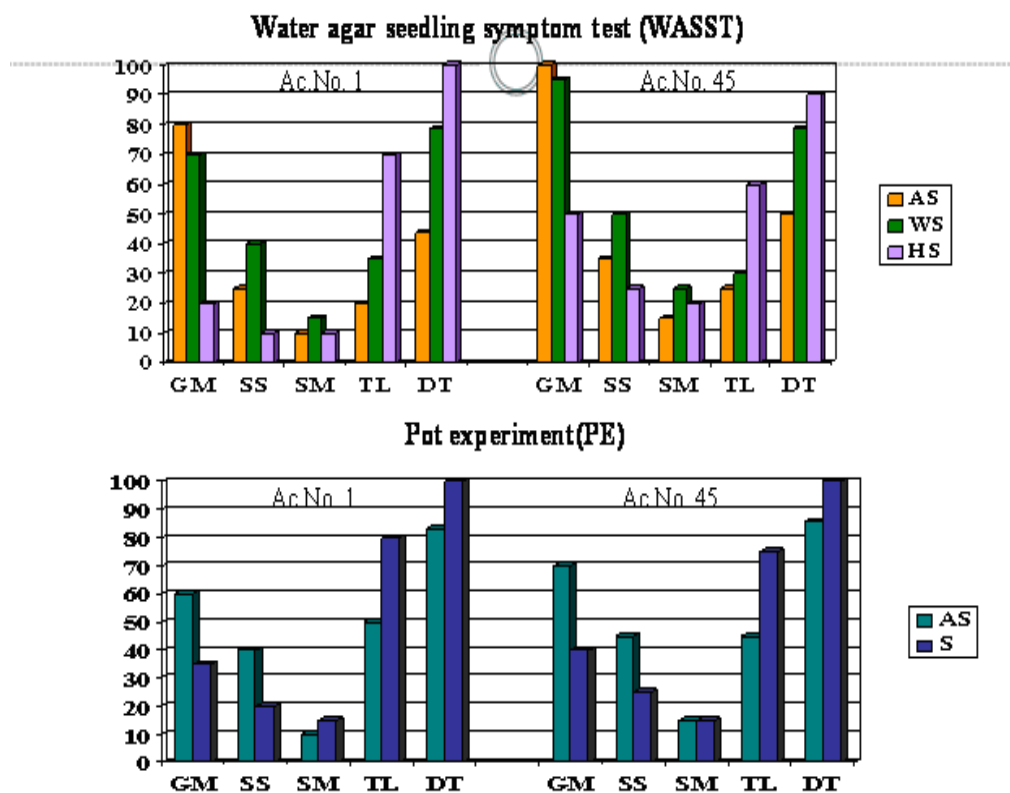 Water agar seedling symptom test (WASST)
Ac.No. 1
Ac.No. 45
100
90
80
70
60
50
40
30
20
10
0
GM SS SM TL DT GM SS SM TL DT
AS
WS
HS
Pot experiment(PE)
Ac.No. 1
Ac.No. 45
100
90
80
70
60
50
40
30
20
10
0
GM SS SM TL DT GM SS SM TL DT
AS
S